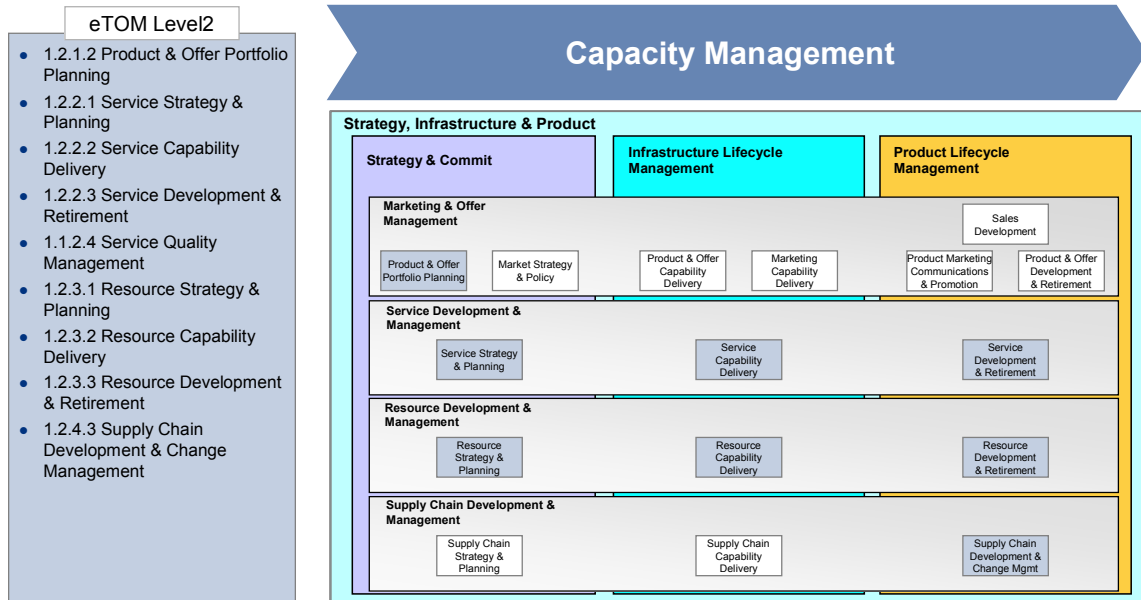 eTOM Level2
1.2.1.2 Product & Offer Portfolio
Planning
1.2.2.1 Service Strategy &
Planning
1.2.2.2 Service Capability
Delivery
1.2.2.3 Service Development &
Retirement
1.1.2.4 Service Quality
Management
1.2.3.1 Resource Strategy &
Planning
1.2.3.2 Resource Capability
Delivery
1.2.3.3 Resource Development
& Retirement
1.2.4.3 Supply Chain
Development & Change
Management
Capacity Management
Strategy, Infrastructure & Product
Strategy & Commit
Infrastructure Lifecycle
Management
Product Lifecycle
Management
Marketing & Offer
Management
Product & Offer
Portfolio Planning
Market Strategy
& Policy
Product & Offer
Capability
Delivery
Marketing
Capability
Delivery
Sales
Development
Product Marketing
Communications
& Promotion
Product & Offer
Development
& Retirement
Service Development &
Management
Service Strategy
& Planning
Service
Capability
Delivery
Service
Development
& Retirement
Resource Development &
Management
Resource
Strategy &
Planning
Resource
Capability
Delivery
Resource
Development
& Retirement
Supply Chain Development &
Management
Supply Chain
Strategy &
Planning
Supply Chain
Capability
Delivery
Supply Chain
Development &
Change Mgmt